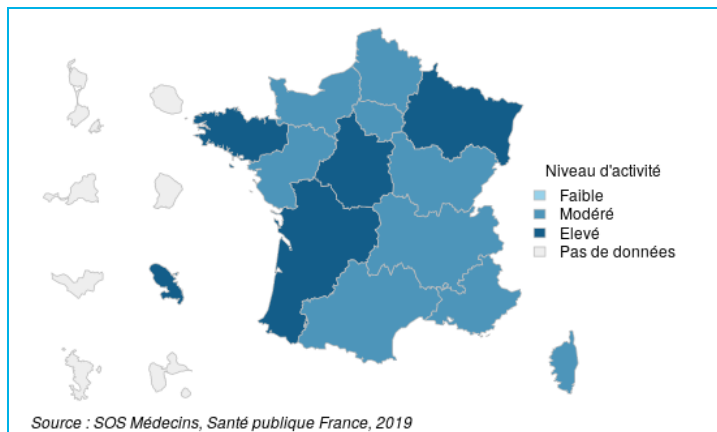 Niveau d'activité
Faible
Modéré
Elevé
Pas de données
Source : SOS Médecins, Santé publique France, 2019